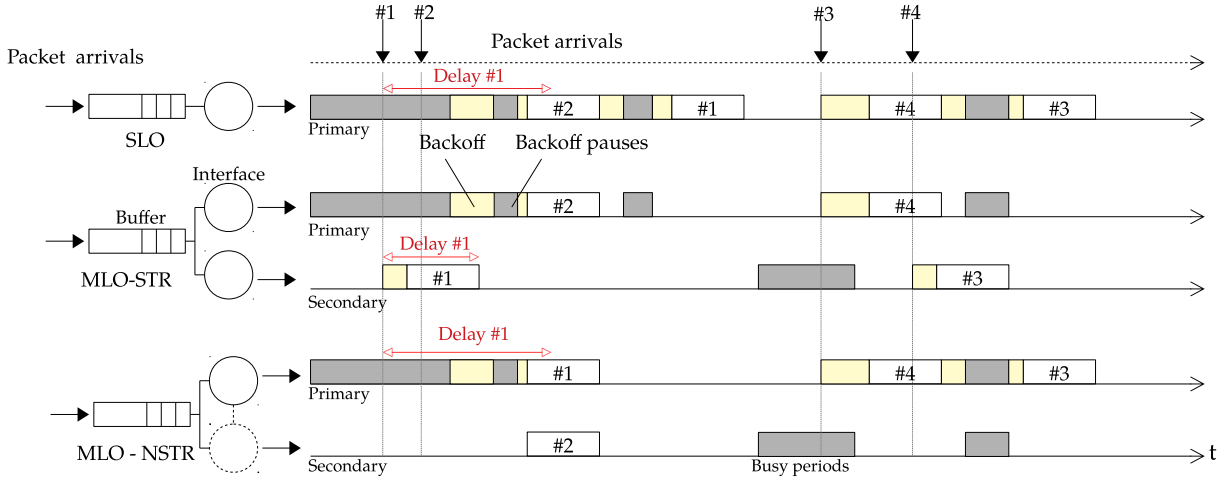 #1 #2 #3 #4
Packet arrivals
Packet arrivals
Delay #1
#2 #1 #4 #3
SLO
Primary
Backoff Backoff pauses
Interface
#2 #4
Buffer
Primary
Delay #1
MLO-STR
#1 #3
Secondary
Delay #1
#1 #4 #3
Primary
MLO - NSTR
#2
t
Secondary
Busy periods